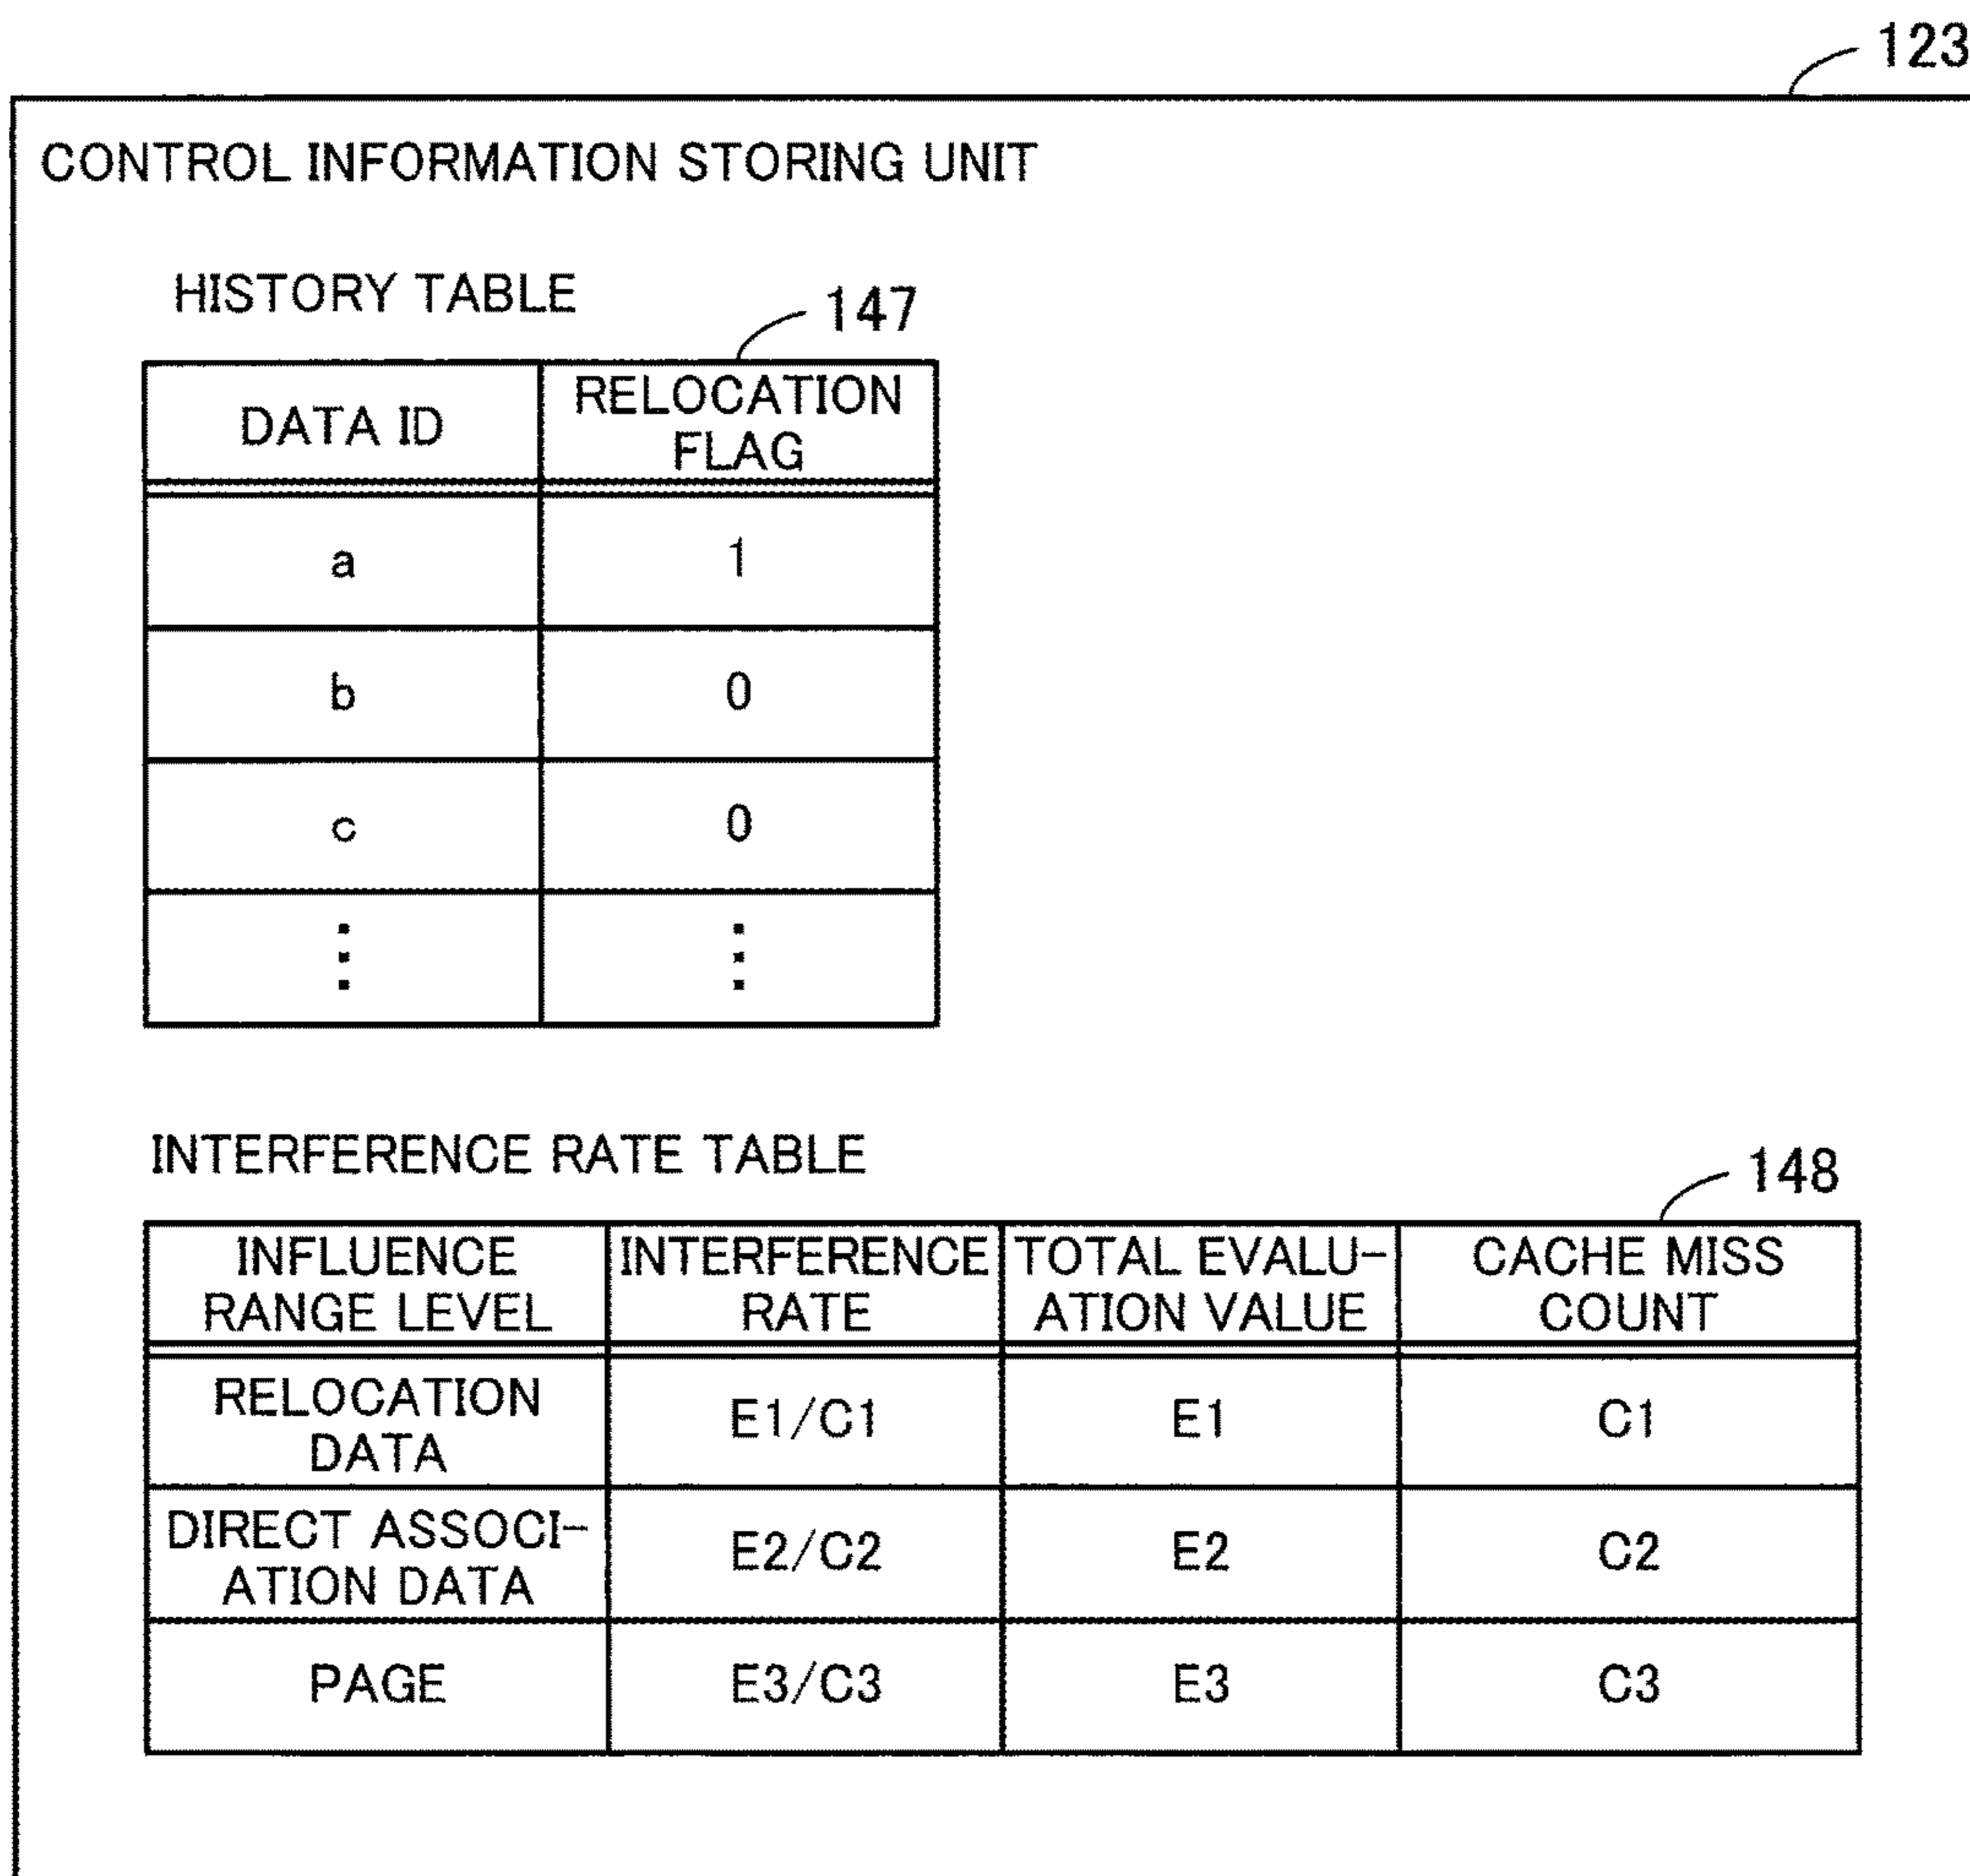 123
CONTROL INFORMATION STORING UNIT
HISTORY TABLE
147
DATA ID
RELOCATION
FLAG
a 1
b 0
c 0
⋮ ⋮
INTERFERENCE RATE TABLE
148
INFLUENCE
RANGE LEVEL
INTERFERENCE
RATE
TOTAL EVALU-
ATION VALUE
CACHE MISS
COUNT
RELOCATION
DATA
E1/C1 E1 C1
DIRECT ASSOCI-
ATION DATA
E2/C2 E2 C2
PAGE E3/C3 E3 C3